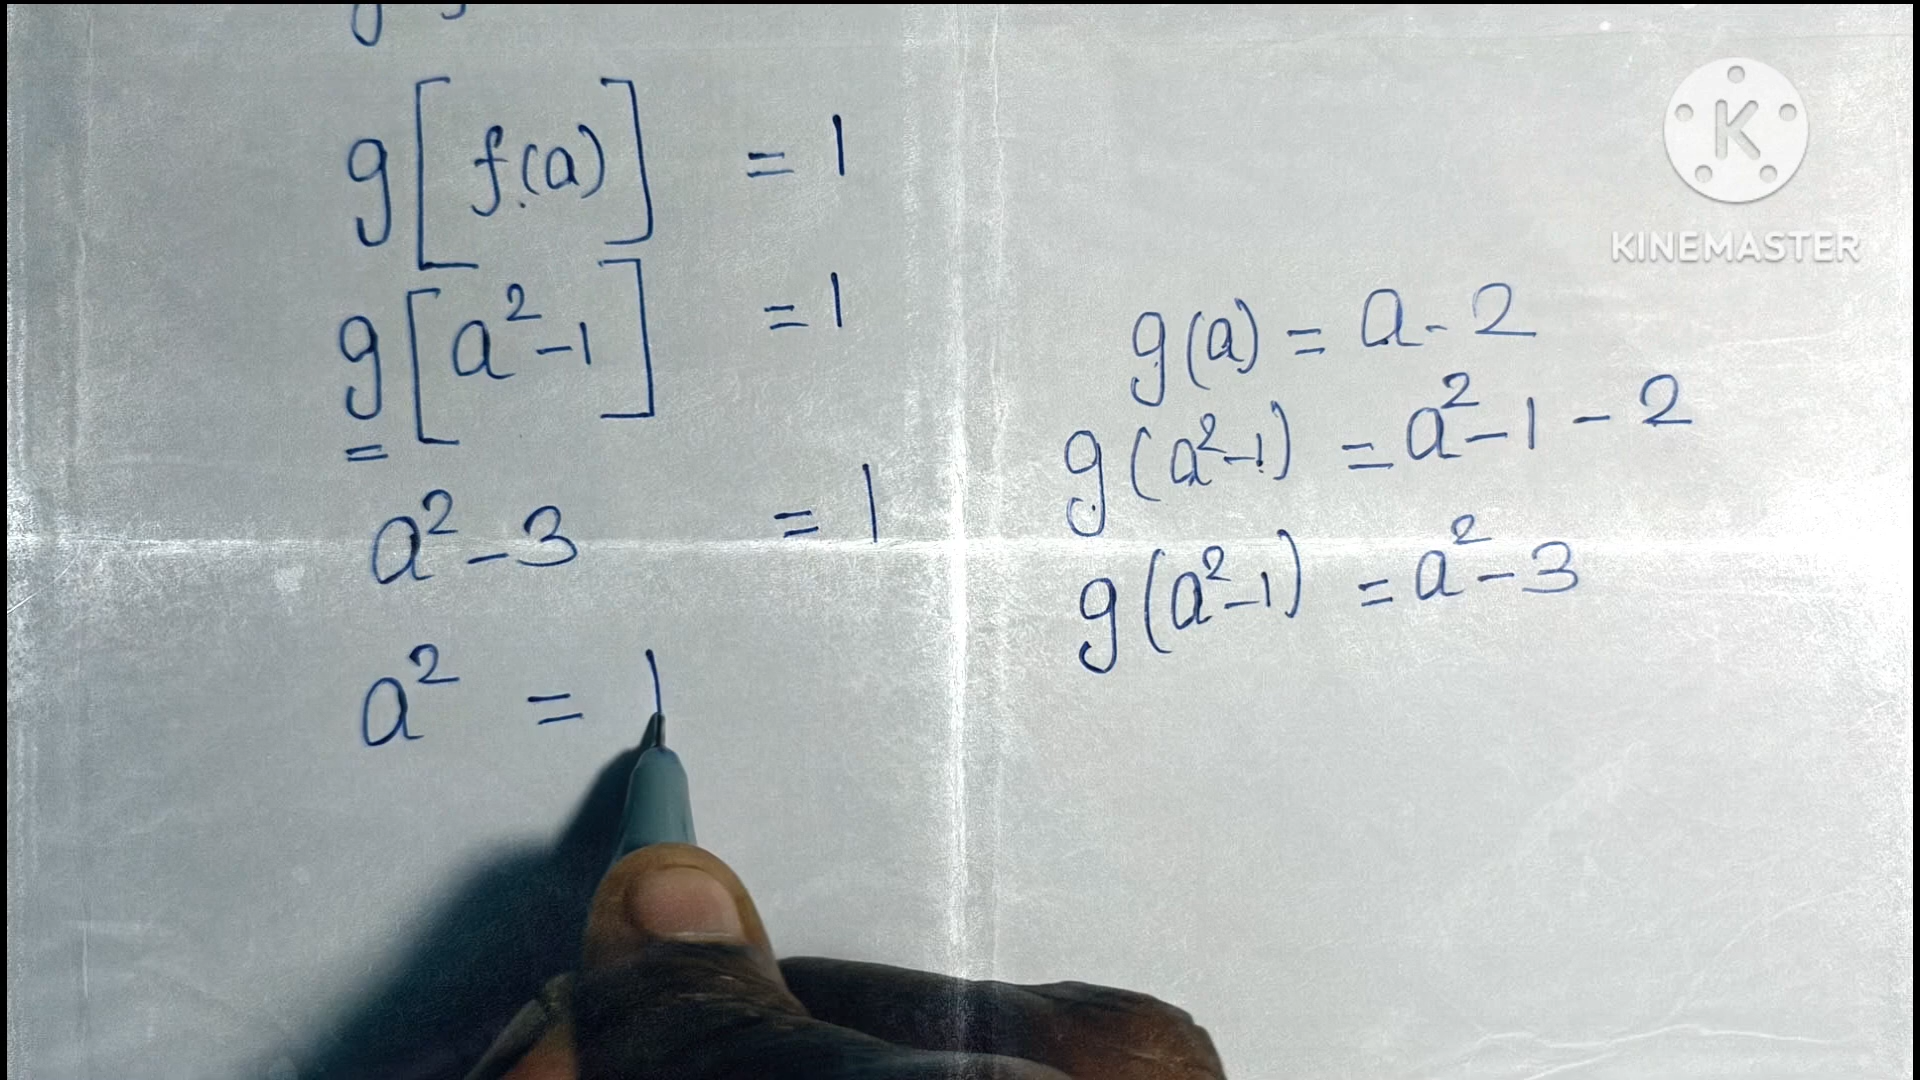 g[f(a)] = 1
g[a²-1] = 1
a²-3 = 1
a² = 1
g(a) = a-2
g(a²-1) = a²-1-2
g(a²-1) = a²-3
K
KINEMASTER